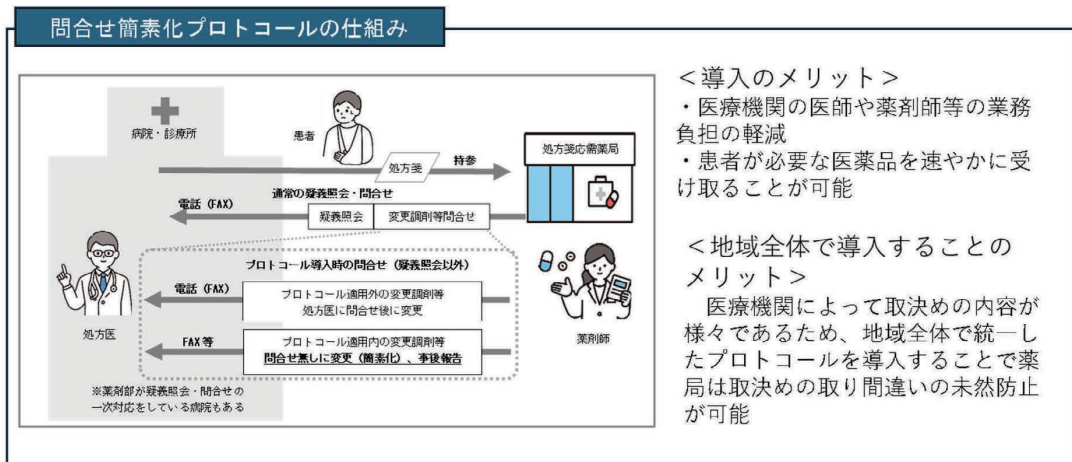 問合せ簡素化プロトコールの仕組み
病院・診療所
患者
処方箋
持参
処方箋応需薬局
通常の疑義照会・問合せ
電話（FAX）
疑義照会
変更調剤等問合せ
プロトコール導入時の問合せ（疑義照会以外）
電話（FAX）
プロトコール適用外の変更調剤等
処方医に問合せ後に変更
処方医
FAX等
プロトコール適用内の変更調剤等
問合せ無しに変更（簡素化）、事後報告
薬剤師
※薬剤部が疑義照会・問合せの
一次対応をしている病院もある
＜導入のメリット＞
・医療機関の医師や薬剤師等の業務
負担の軽減
・患者が必要な医薬品を速やかに受
け取ることが可能
＜地域全体で導入することの
メリット＞
医療機関によって取決めの内容が
様々であるため、地域全体で統一し
たプロトコールを導入することで薬
局は取決めの取り間違いの未然防止
が可能